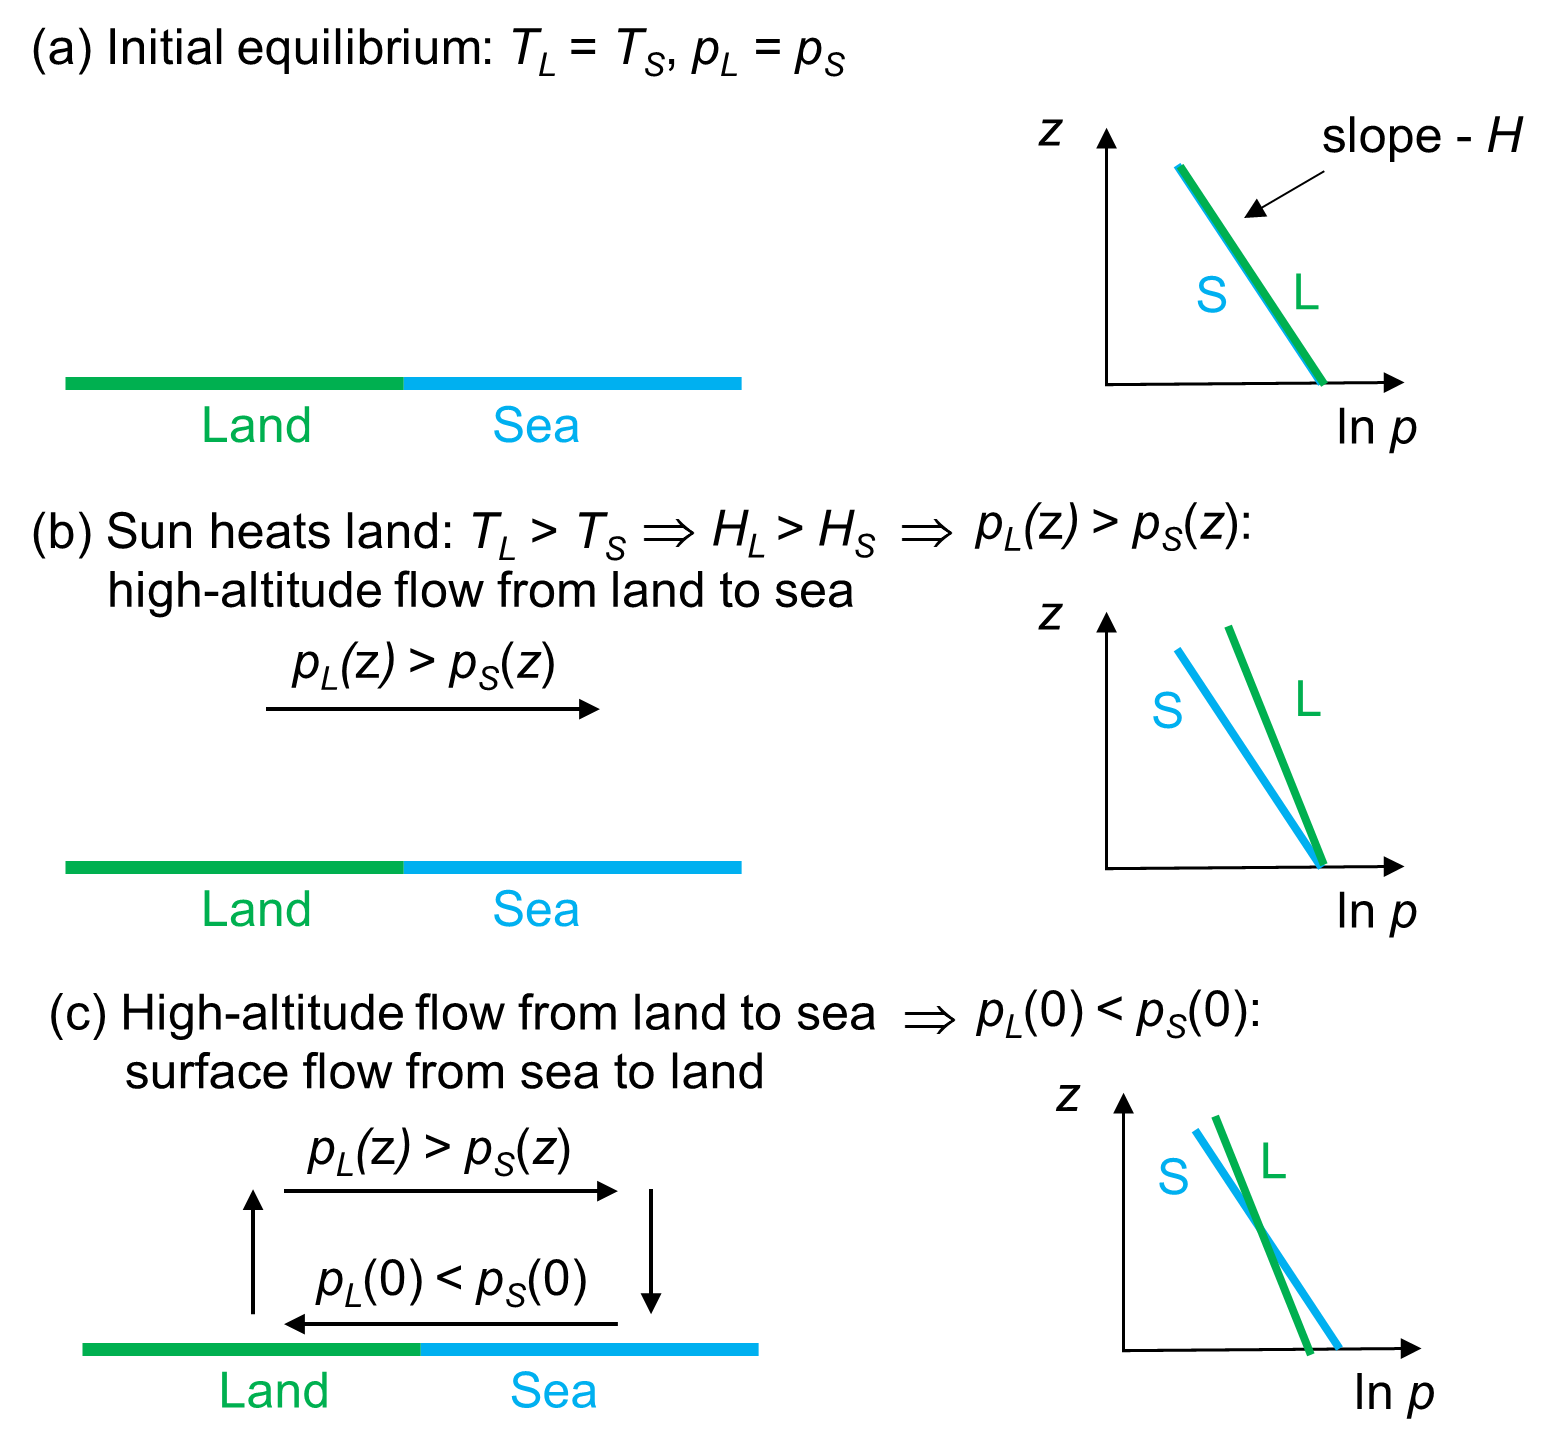 (a) Initial equilibrium: T_L = T_S, p_L = p_S
z
slope - H
S
L
ln p
Land
Sea
(b) Sun heats land: T_L > T_S ⇒ H_L > H_S ⇒ p_L(z) > p_S(z):
high-altitude flow from land to sea
p_L(z) > p_S(z)
z
S
L
ln p
Land
Sea
(c) High-altitude flow from land to sea ⇒ p_L(0) < p_S(0):
surface flow from sea to land
p_L(z) > p_S(z)
p_L(0) < p_S(0)
z
S
L
ln p
Land
Sea